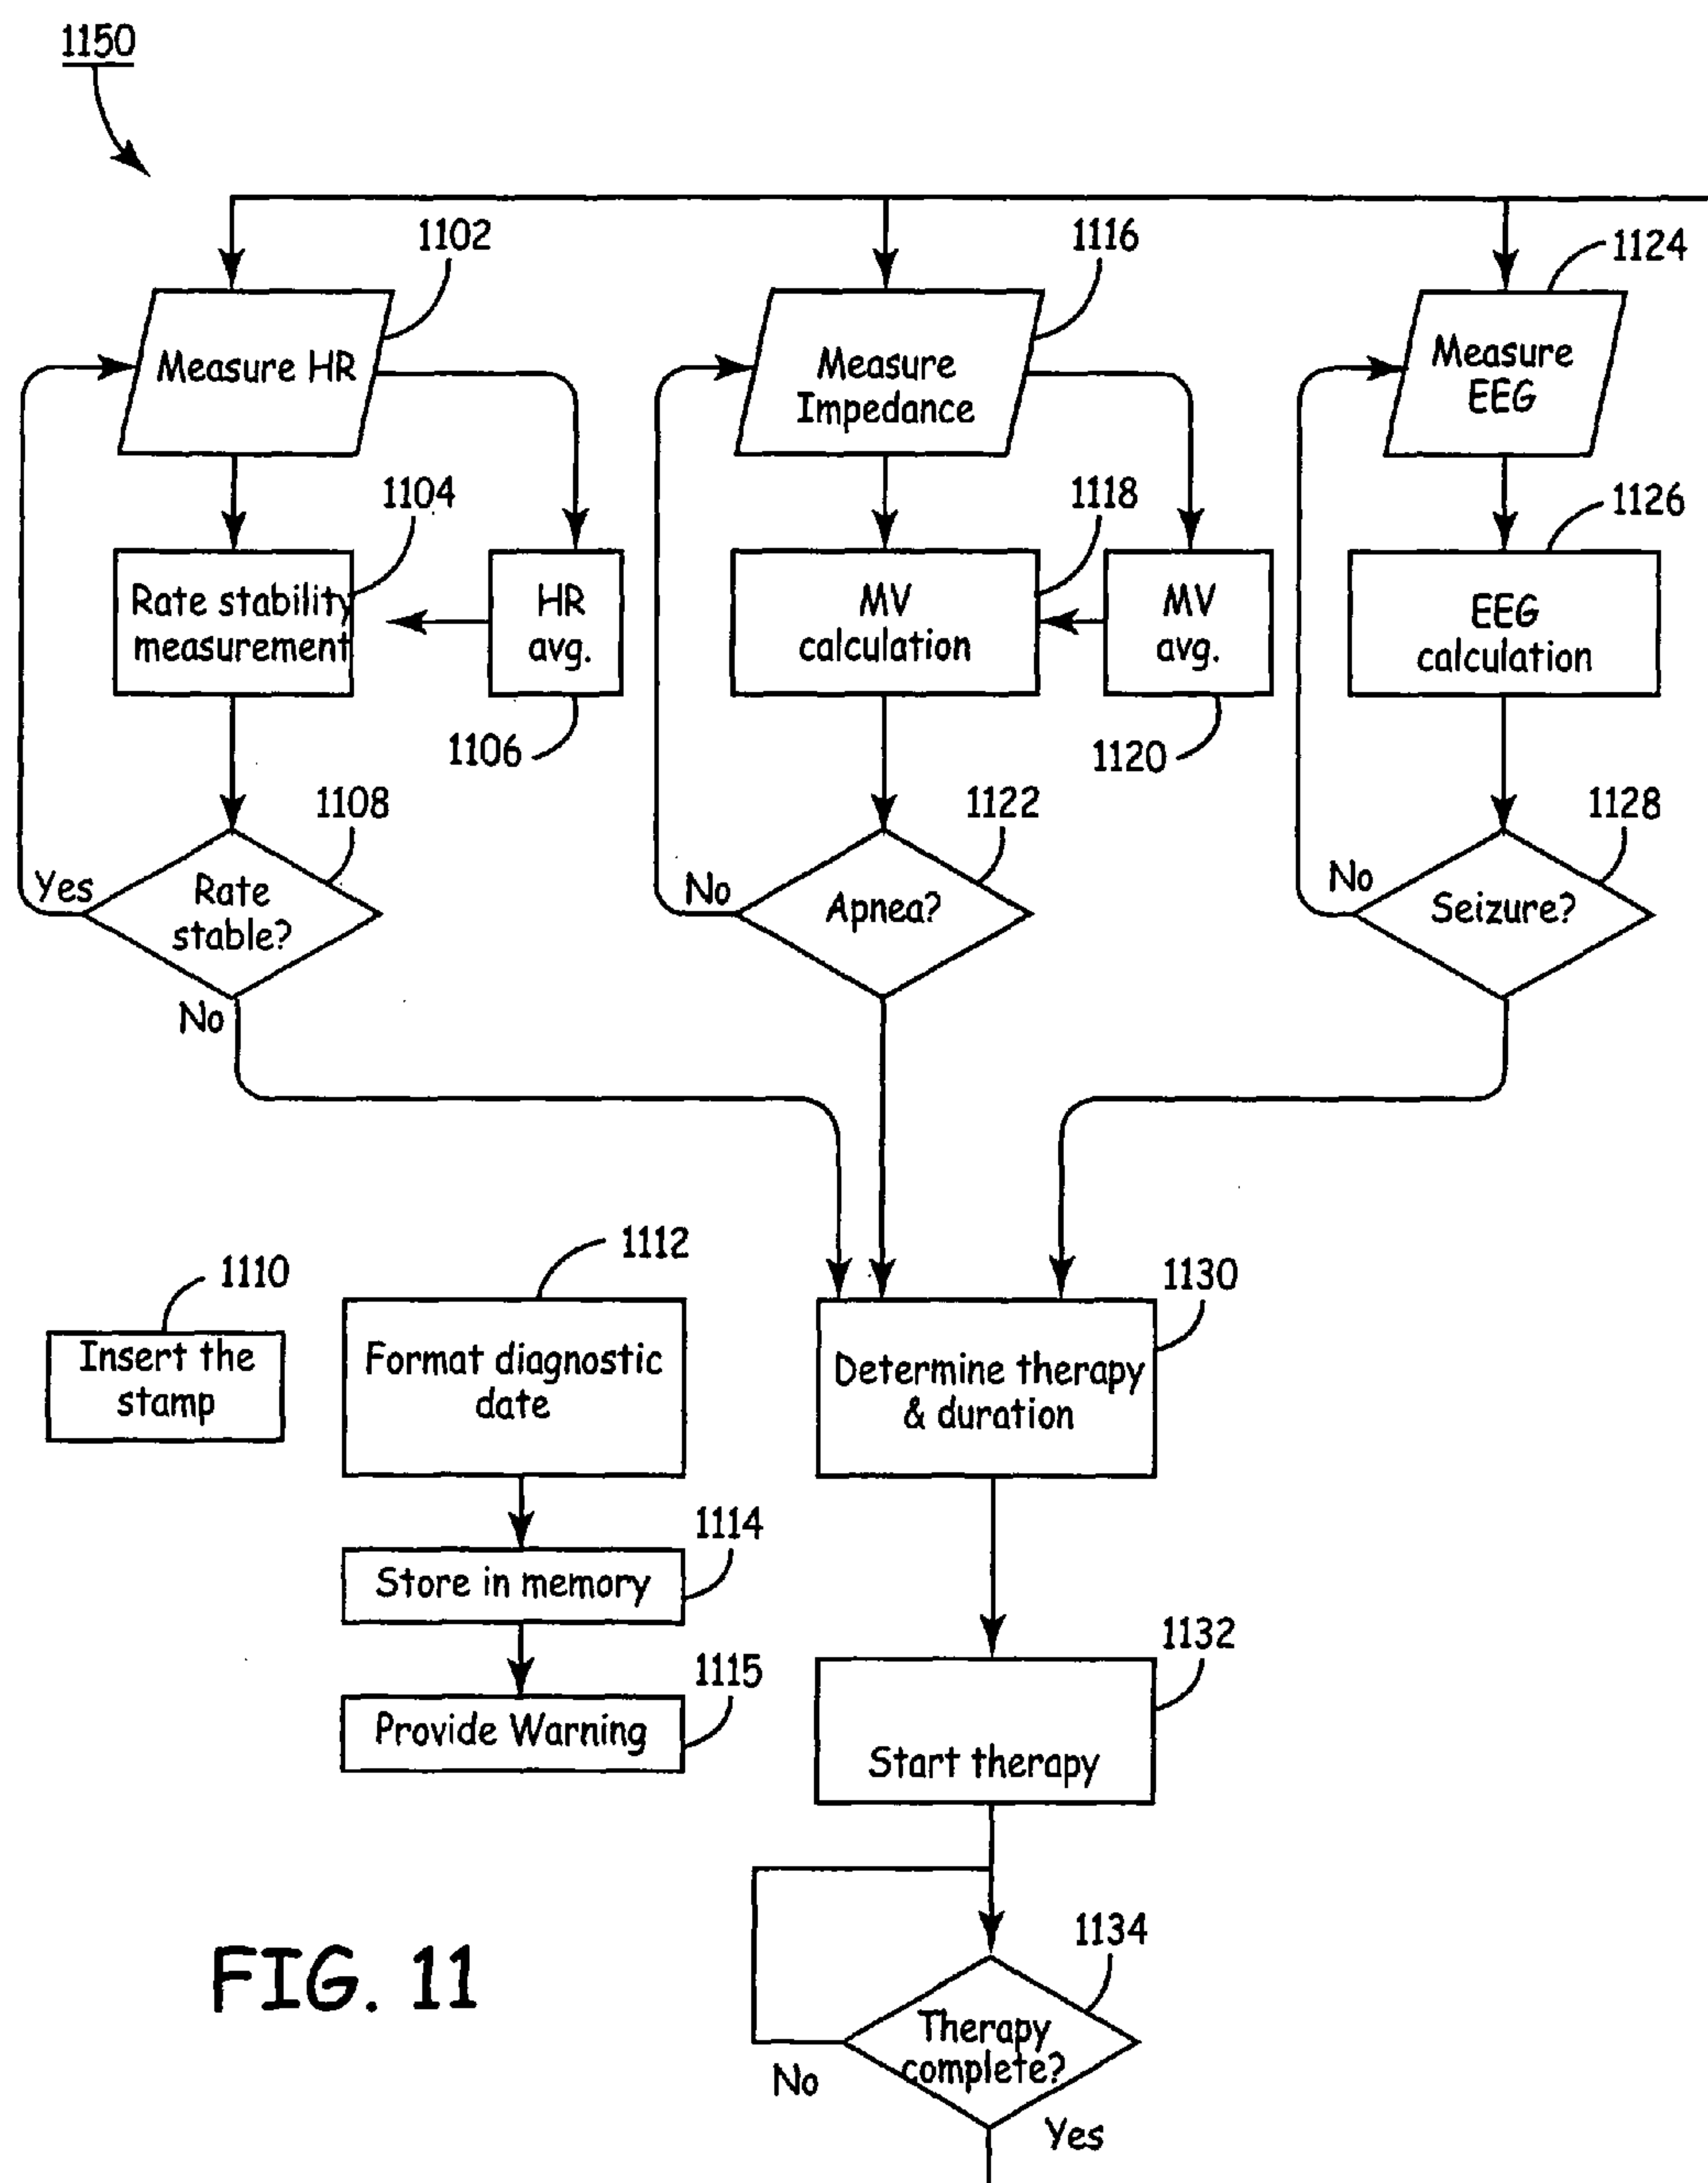 1150
1102
1116
1124
Measure HR
Measure
Impedance
Measure
EEG
1104
1118
1126
Rate stability
measurement
HR
avg.
MV
calculation
MV
avg.
EEG
calculation
1106
1120
1108
1122
1128
Yes
Rate
stable?
No
No
Apnea?
No
Seizure?
1110
1112
1130
Insert the
stamp
Format diagnostic
date
Determine therapy
& duration
1114
Store in memory
1115
Provide Warning
1132
Start therapy
1134
Therapy
complete?
No
Yes
FIG. 11